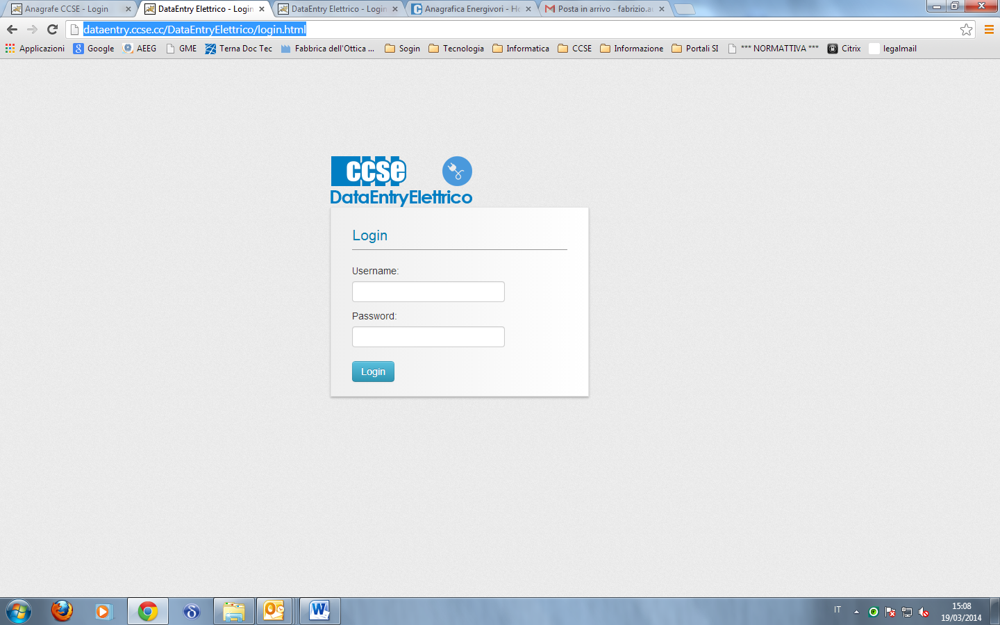 Anagrafe CCSE - Login
DataEntry Elettrico - Login
DataEntry Elettrico - Login
Anagrafica Energivori - He
Posta in arrivo - fabrizio.a
dataentry.ccse.cc/DataEntryElettrico/login.html
Applicazioni
Google
AEEG
GME
Terna Doc Tec
Fabbrica dell'Ottica ...
Sogin
Tecnologia
Informatica
CCSE
Informazione
Portali SI
*** NORMATTIVA ***
Citrix
legalmail
ccse
DataEntryElettrico
Login
Username:
Password:
Login
IT
15:08
19/03/2014